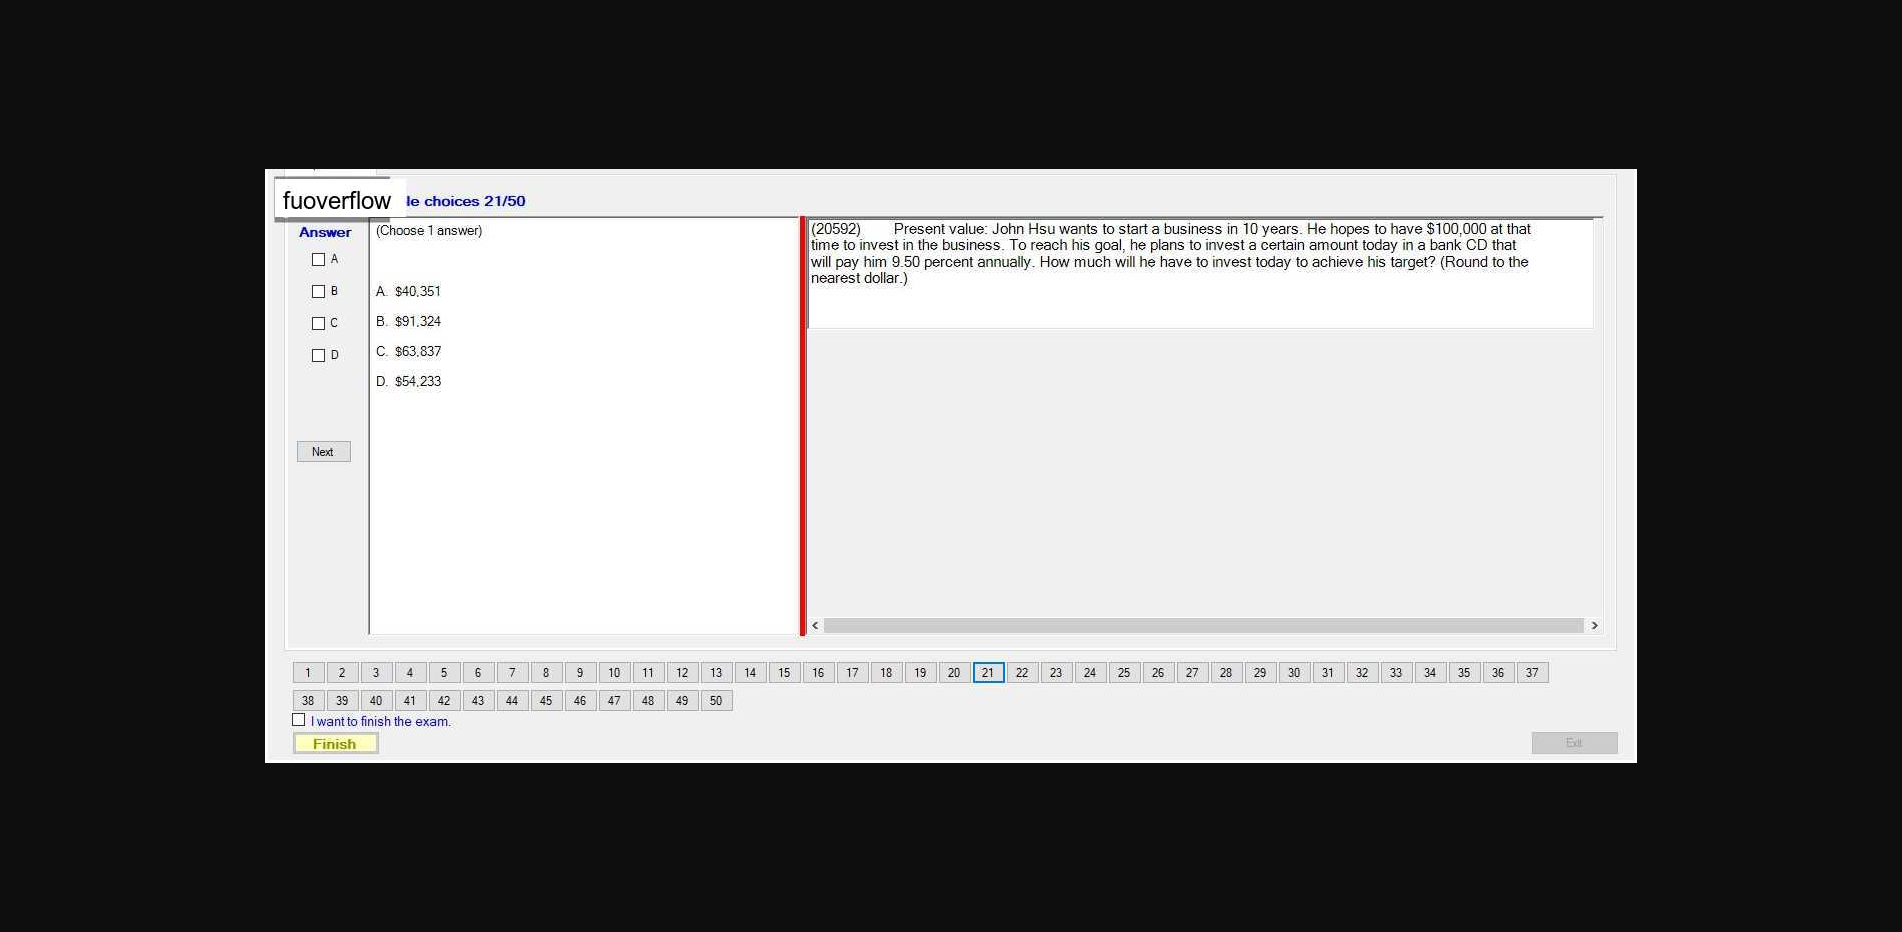 fuoverflow
le choices 21/50
Answer
(Choose 1 answer)
A
B
C
D
A. $40,351
B. $91,324
C. $63,837
D. $54,233
Next
(20592) Present value: John Hsu wants to start a business in 10 years. He hopes to have $100,000 at that
time to invest in the business. To reach his goal, he plans to invest a certain amount today in a bank CD that
will pay him 9.50 percent annually. How much will he have to invest today to achieve his target? (Round to the
nearest dollar.)
1 2 3 4 5 6 7 8 9 10 11 12 13 14 15 16 17 18 19 20 21 22 23 24 25 26 27 28 29 30 31 32 33 34 35 36 37
38 39 40 41 42 43 44 45 46 47 48 49 50
I want to finish the exam.
Finish
Exit